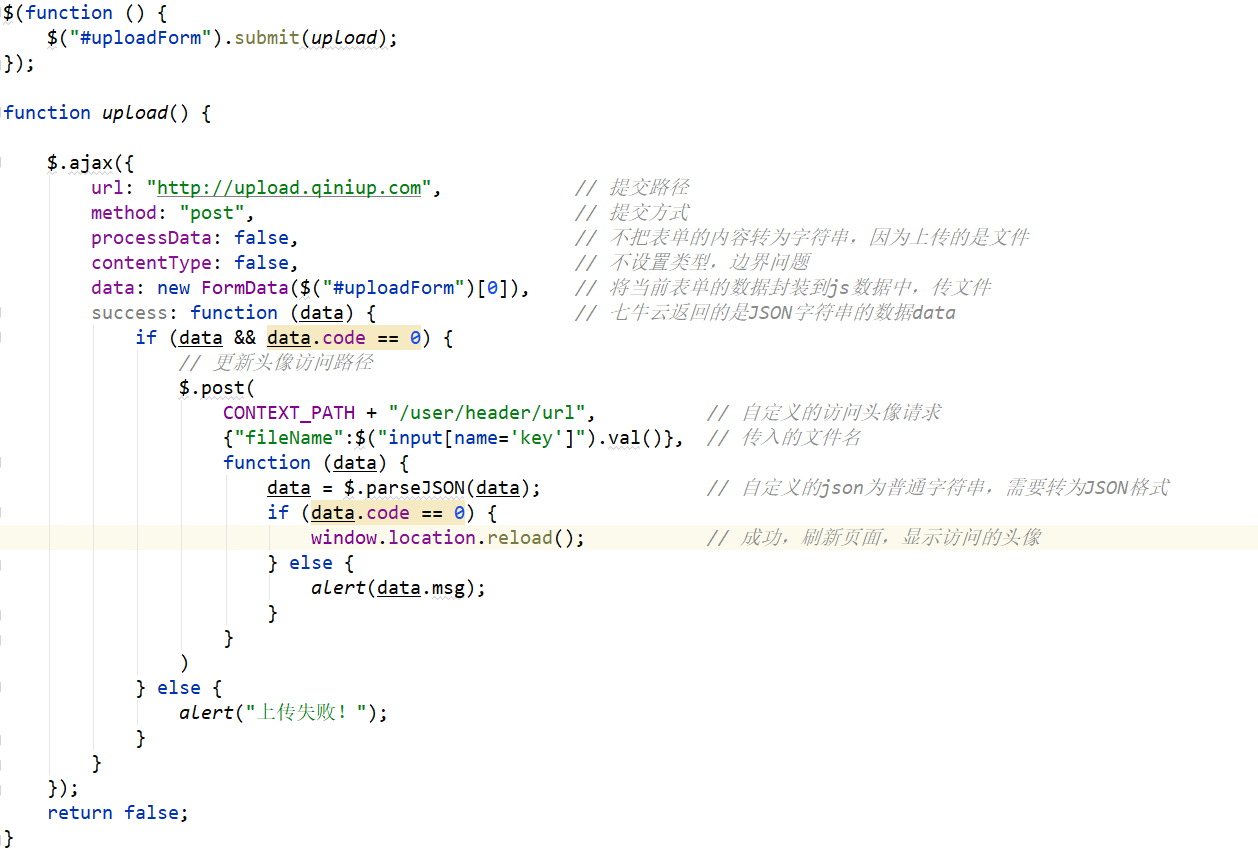 $(function () {
    $("#uploadForm").submit(upload);
});

function upload() {

    $.ajax({
        url: "http://upload.qiniup.com",            // 提交路径
        method: "post",                             // 提交方式
        processData: false,                         // 不把表单的内容转为字符串，因为上传的是文件
        contentType: false,                         // 不设置类型，边界问题
        data: new FormData($("#uploadForm")[0]),    // 将当前表单的数据封装到js数据中，传文件
        success: function (data) {                  // 七牛云返回的是JSON字符串的数据data
            if (data && data.code == 0) {
                // 更新头像访问路径
                $.post(
                    CONTEXT_PATH + "/user/header/url",          // 自定义的访问头像请求
                    {"fileName":$("input[name='key']").val()},  // 传入的文件名
                    function (data) {
                        data = $.parseJSON(data);               // 自定义的json为普通字符串，需要转为JSON格式
                        if (data.code == 0) {
                            window.location.reload();           // 成功，刷新页面，显示访问的头像
                        } else {
                            alert(data.msg);
                        }
                    }
                )
            } else {
                alert("上传失败！");
            }
        }
    });
    return false;
}